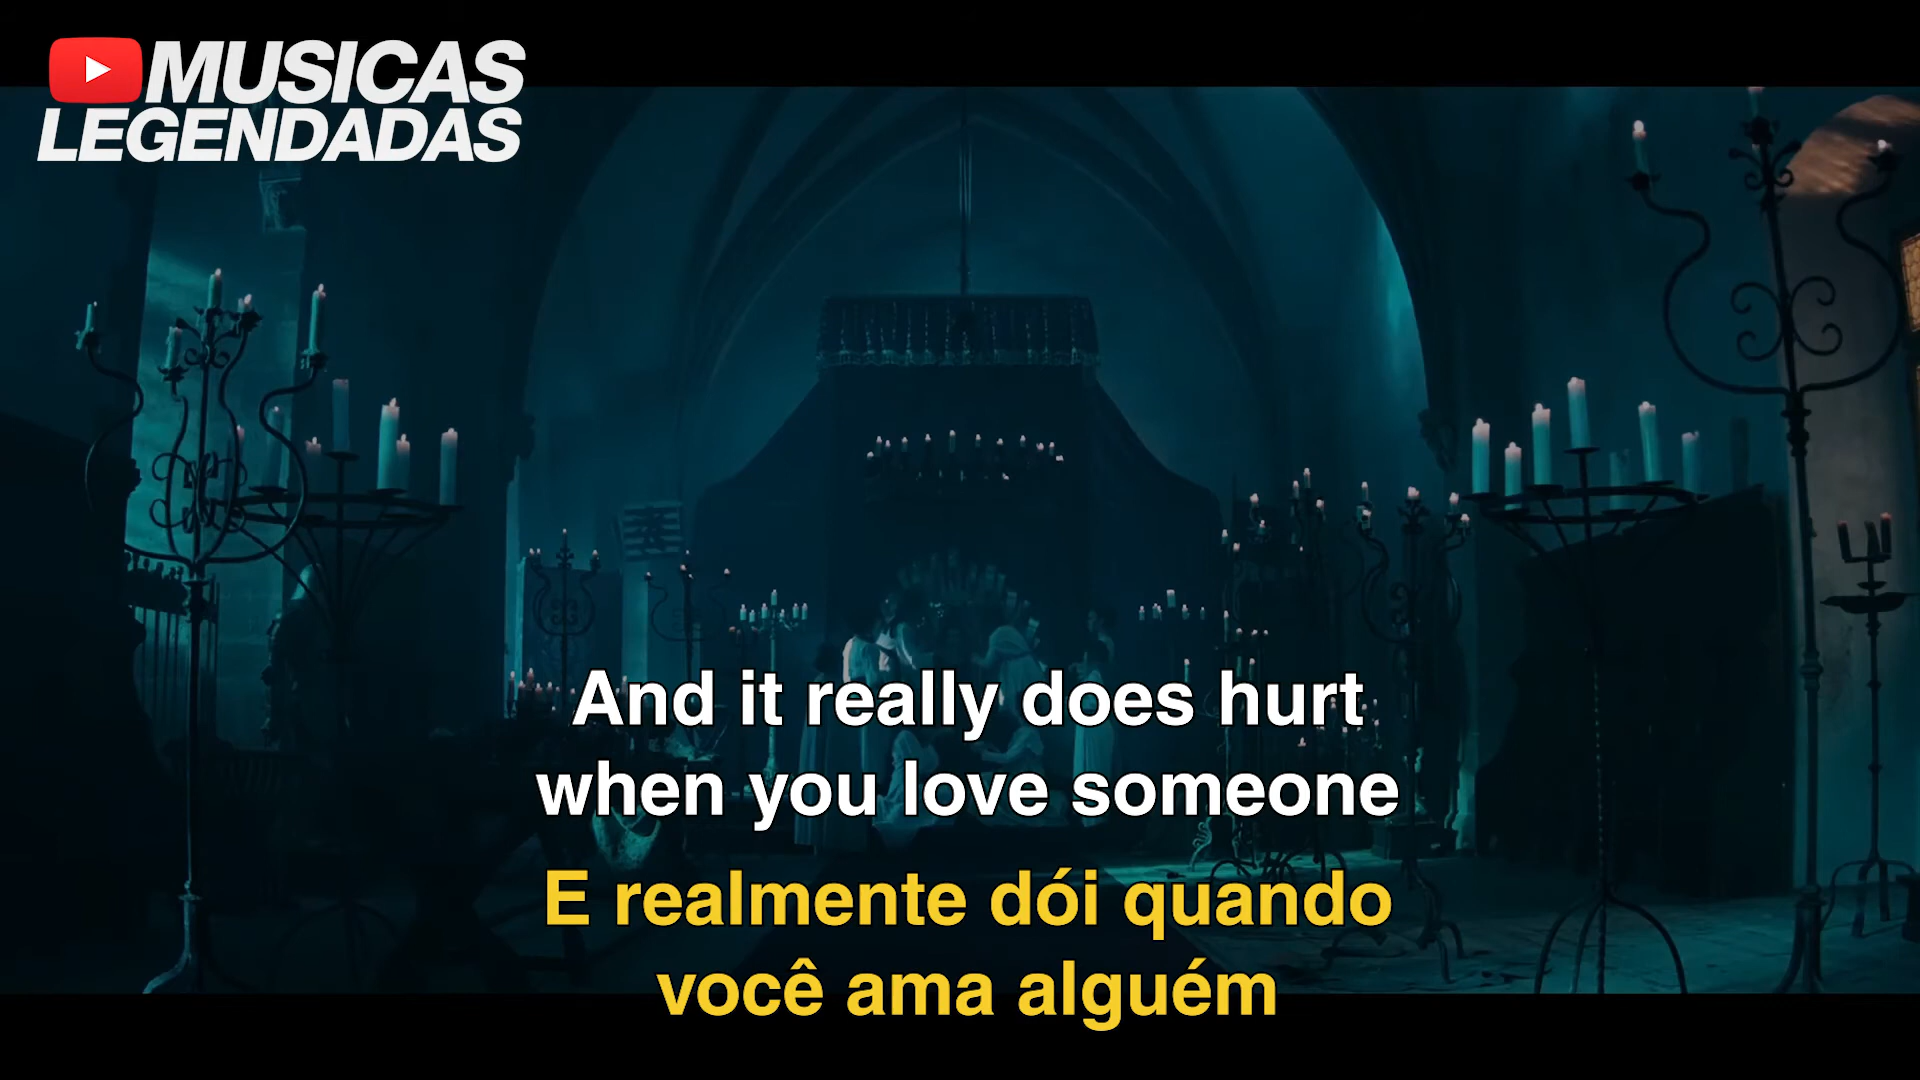 MUSICAS
LEGENDADAS
And it really does hurt
when you love someone
E realmente dói quando
você ama alguém